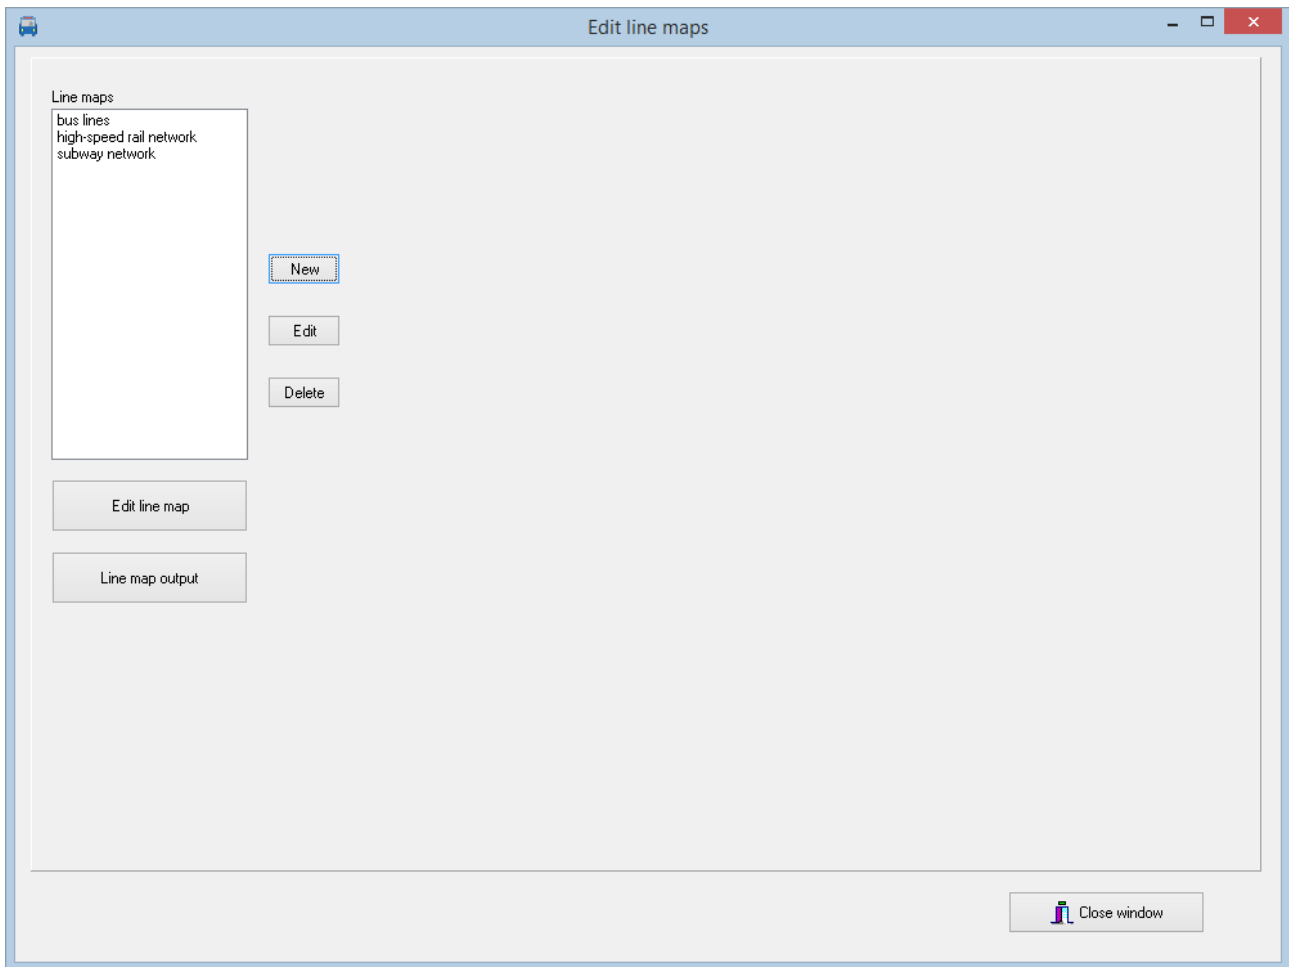 Edit line maps
Line maps
bus lines
high-speed rail network
subway network
New
Edit
Delete
Edit line map
Line map output
Close window